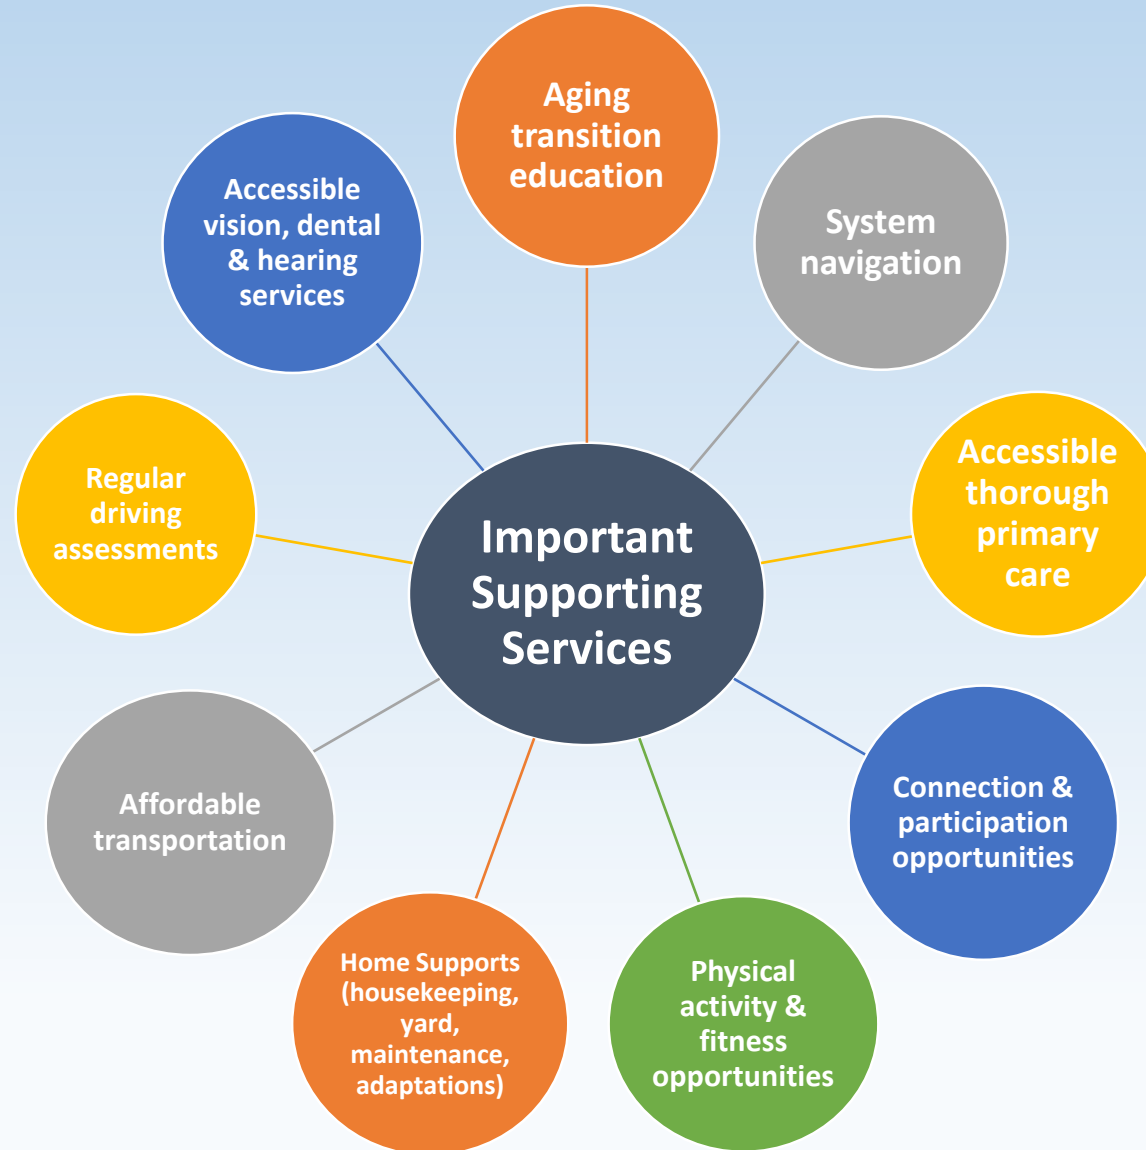 Aging
transition
education
System
navigation
Accessible
thorough
primary
care
Connection &
participation
opportunities
Physical
activity &
fitness
opportunities
Home Supports
(housekeeping,
yard,
maintenance,
adaptations)
Affordable
transportation
Regular
driving
assessments
Accessible
vision, dental
& hearing
services
Important
Supporting
Services